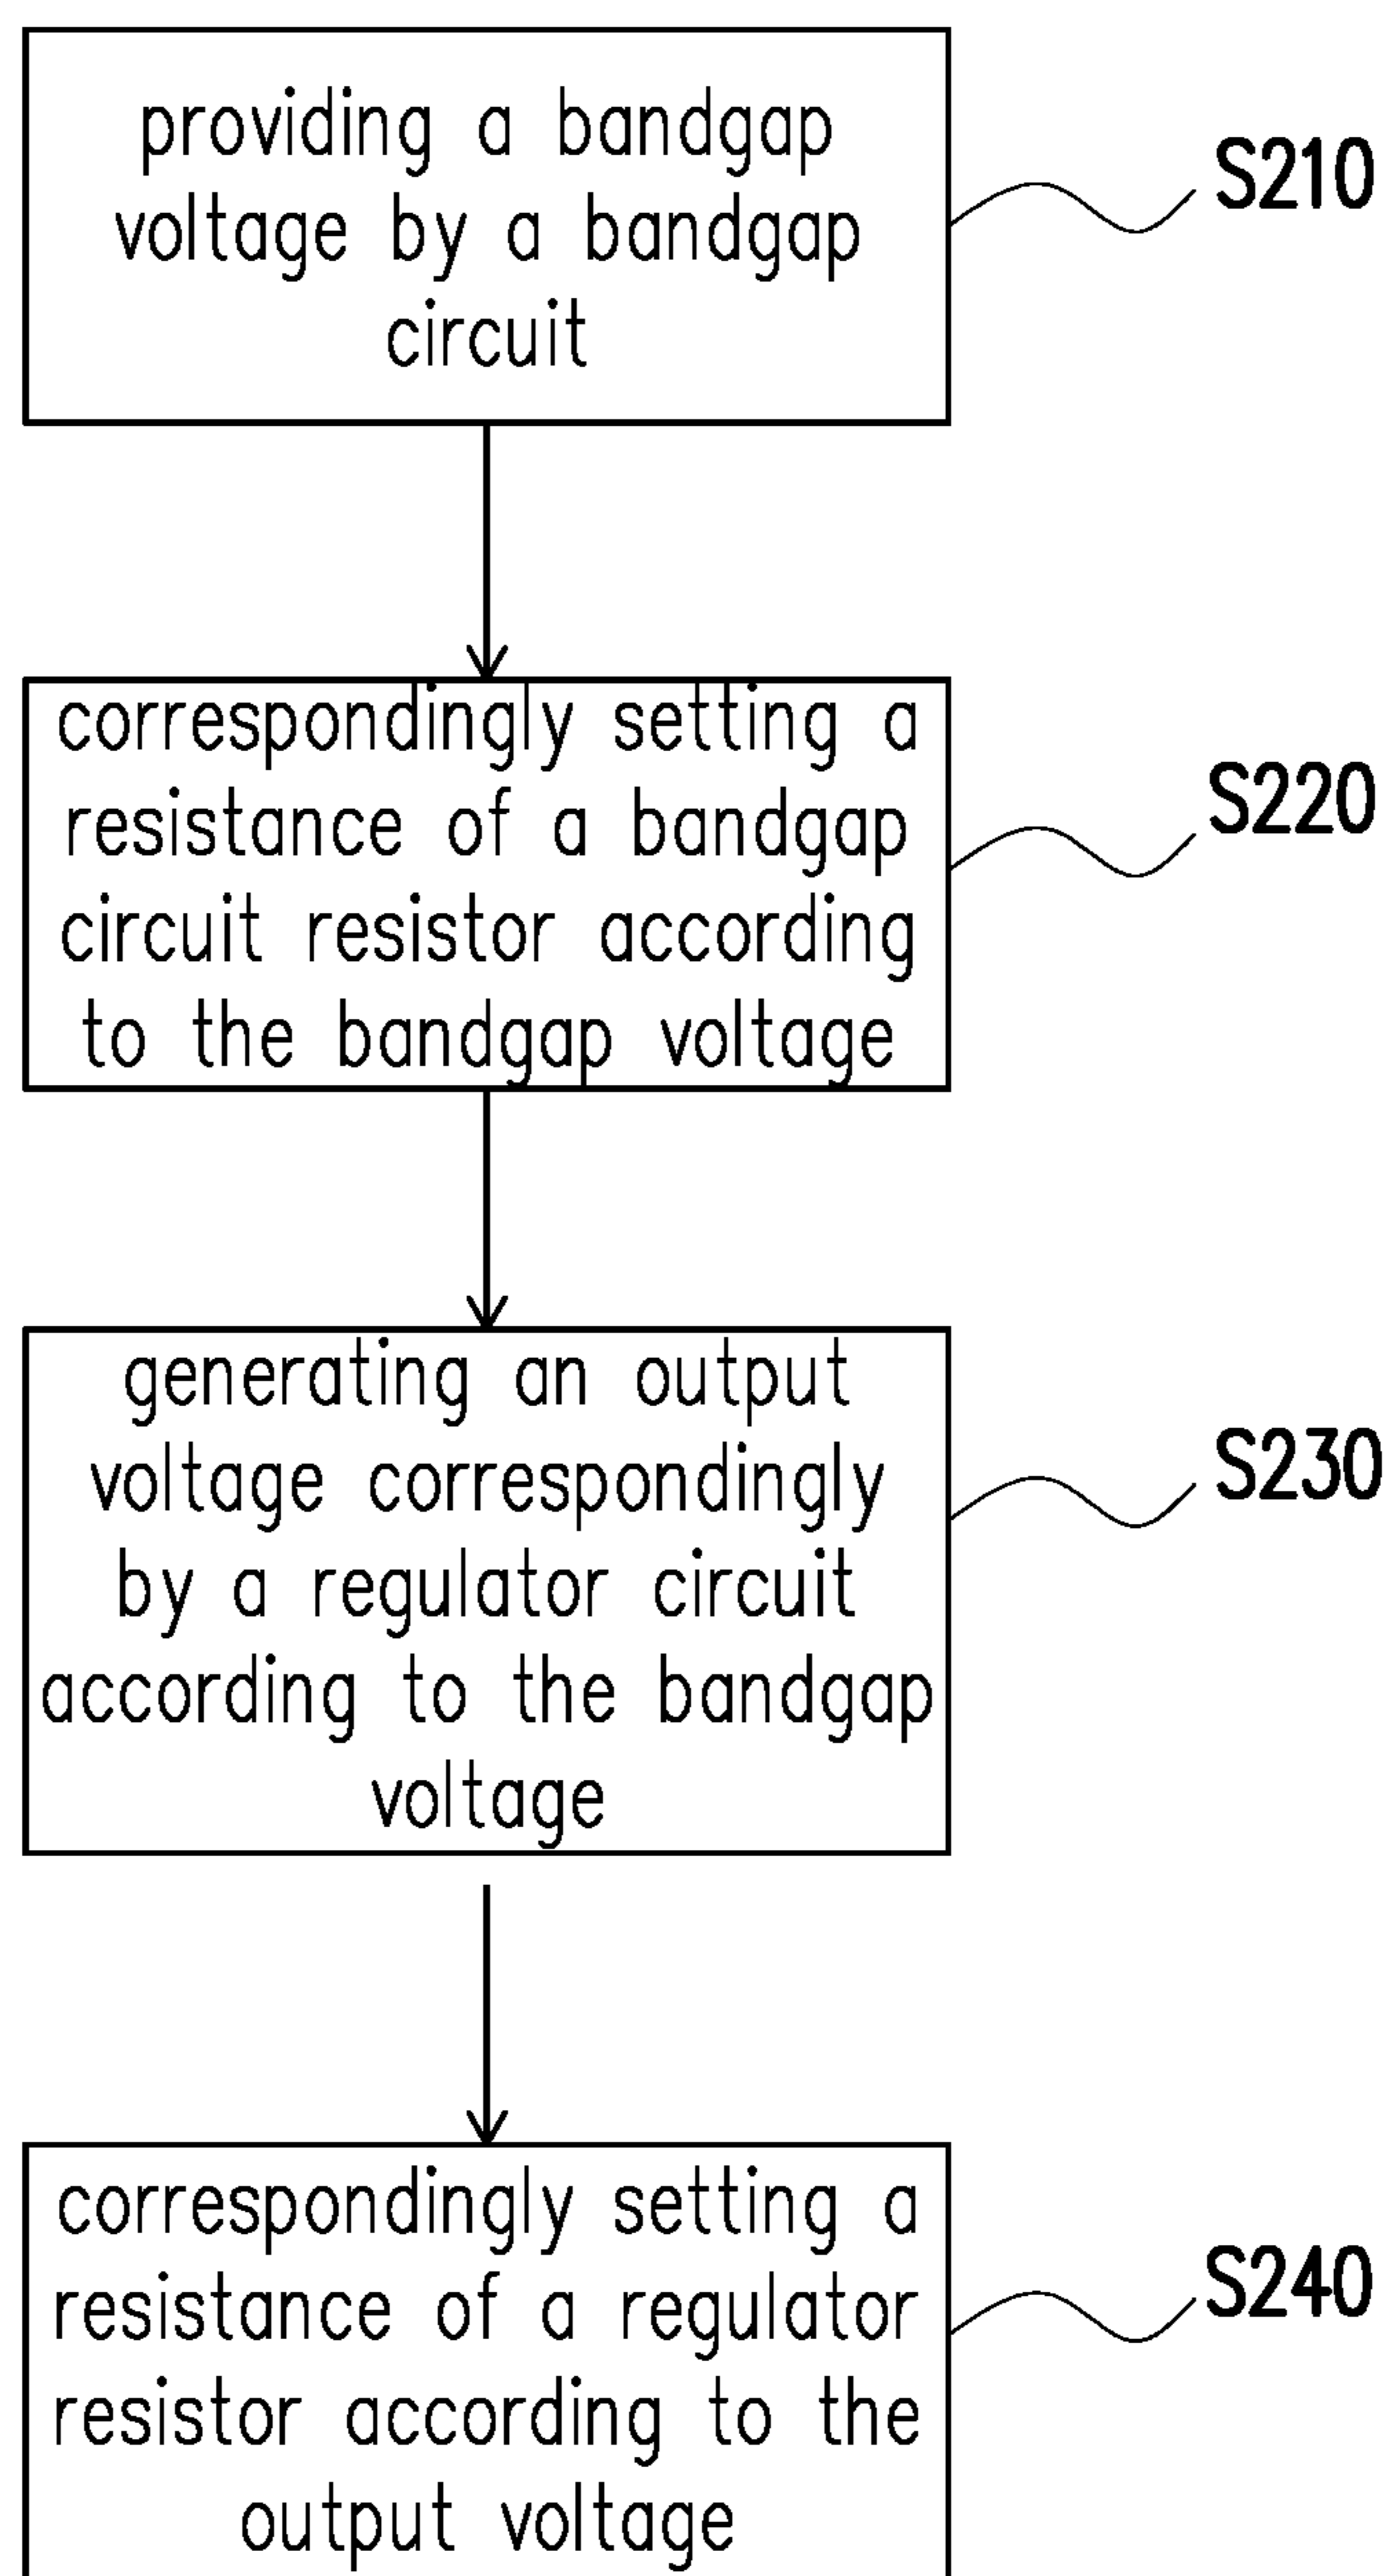 providing a bandgap
voltage by a bandgap
circuit
S210
correspondingly setting a
resistance of a bandgap
circuit resistor according
to the bandgap voltage
S220
generating an output
voltage correspondingly
by a regulator circuit
according to the bandgap
voltage
S230
correspondingly setting a
resistance of a regulator
resistor according to the
output voltage
S240